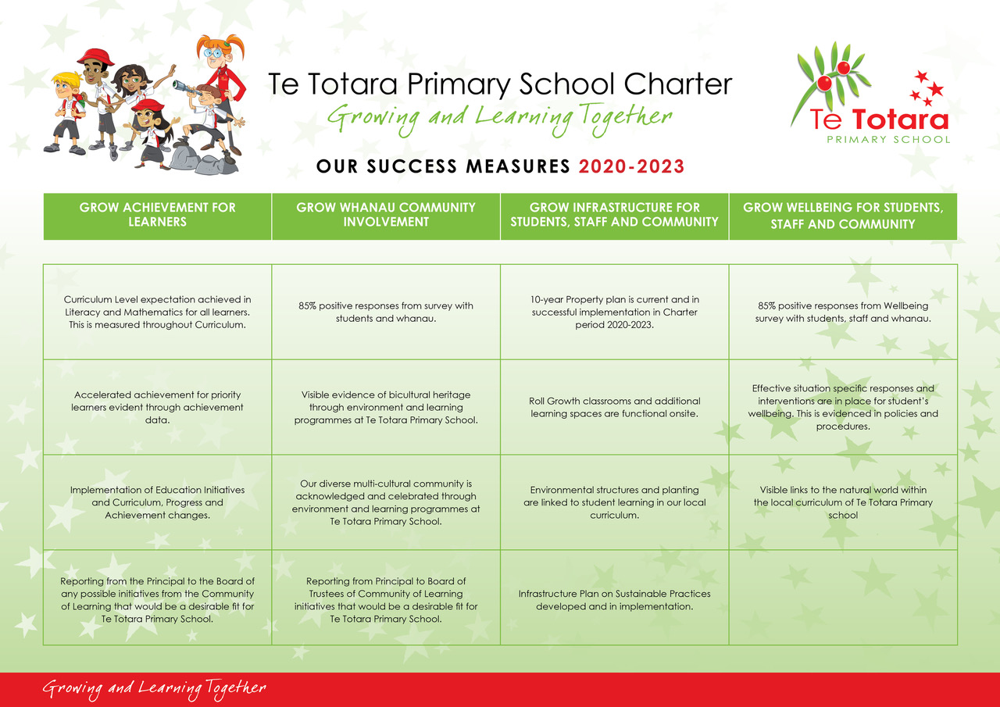 Te Totara Primary School Charter
Growing and Learning Together
Te Totara
PRIMARY SCHOOL
OUR SUCCESS MEASURES 2020-2023
GROW ACHIEVEMENT FOR
LEARNERS
GROW WHANAU COMMUNITY
INVOLVEMENT
GROW INFRASTRUCTURE FOR
STUDENTS, STAFF AND COMMUNITY
GROW WELLBEING FOR STUDENTS,
STAFF AND COMMUNITY
Curriculum Level expectation achieved in
Literacy and Mathematics for all learners.
This is measured throughout Curriculum.
85% positive responses from survey with
students and whanau.
10-year Property plan is current and in
successful implementation in Charter
period 2020-2023.
85% positive responses from Wellbeing
survey with students, staff and whanau.
Accelerated achievement for priority
learners evident through achievement
data.
Visible evidence of bicultural heritage
through environment and learning
programmes at Te Totara Primary School.
Roll Growth classrooms and additional
learning spaces are functional onsite.
Effective situation specific responses and
interventions are in place for student's
wellbeing. This is evidenced in policies and
procedures.
Implementation of Education Initiatives
and Curriculum, Progress and
Achievement changes.
Our diverse multi-cultural community is
acknowledged and celebrated through
environment and learning programmes at
Te Totara Primary School.
Environmental structures and planting
are linked to student learning in our local
curriculum.
Visible links to the natural world within
the local curriculum of Te Totara Primary
school
Reporting from the Principal to the Board of
any possible initiatives from the Community
of Learning that would be a desirable fit for
Te Totara Primary School.
Reporting from Principal to Board of
Trustees of Community of Learning
initiatives that would be a desirable fit for
Te Totara Primary School.
Infrastructure Plan on Sustainable Practices
developed and in implementation.
Growing and Learning Together